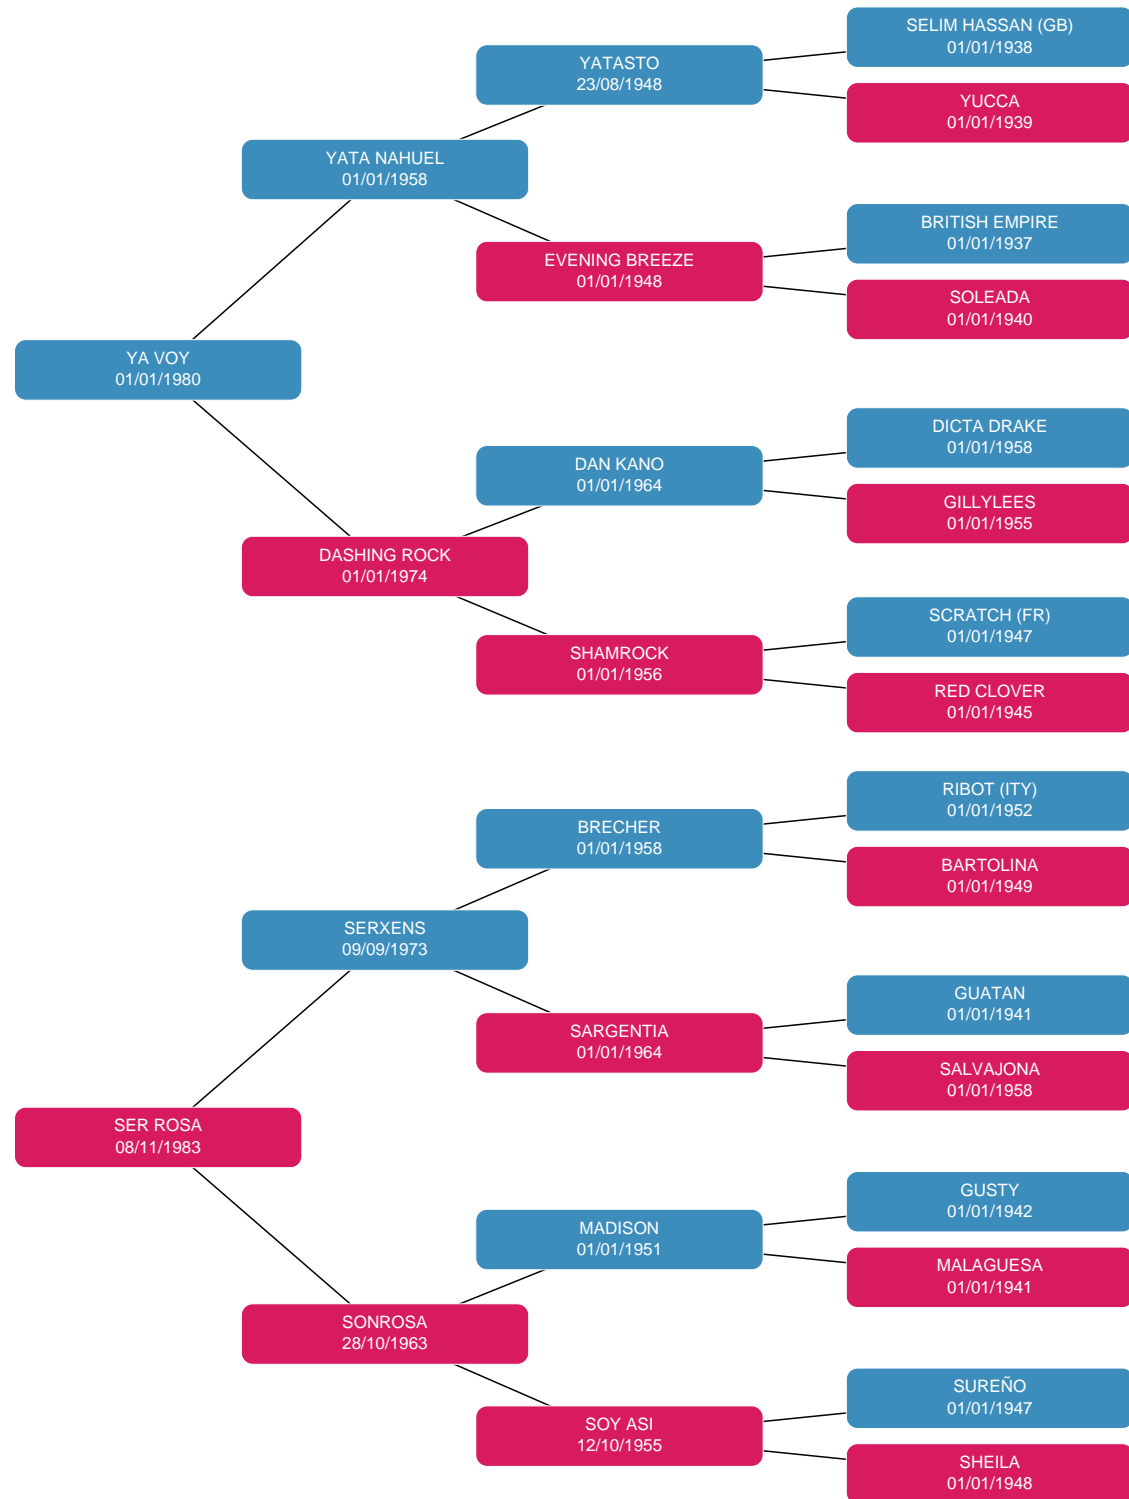 SELIM HASSAN (GB)
01/01/1938
YATASTO
23/08/1948
YUCCA
01/01/1939
YATA NAHUEL
01/01/1958
BRITISH EMPIRE
01/01/1937
EVENING BREEZE
01/01/1948
SOLEADA
01/01/1940
YA VOY
01/01/1980
DICTA DRAKE
01/01/1958
DAN KANO
01/01/1964
GILLYLEES
01/01/1955
DASHING ROCK
01/01/1974
SCRATCH (FR)
01/01/1947
SHAMROCK
01/01/1956
RED CLOVER
01/01/1945
RIBOT (ITY)
01/01/1952
BRECHER
01/01/1958
BARTOLINA
01/01/1949
SERXENS
09/09/1973
GUATAN
01/01/1941
SARGENTIA
01/01/1964
SALVAJONA
01/01/1958
SER ROSA
08/11/1983
GUSTY
01/01/1942
MADISON
01/01/1951
MALAGUESA
01/01/1941
SONROSA
28/10/1963
SUREÑO
01/01/1947
SOY ASI
12/10/1955
SHEILA
01/01/1948